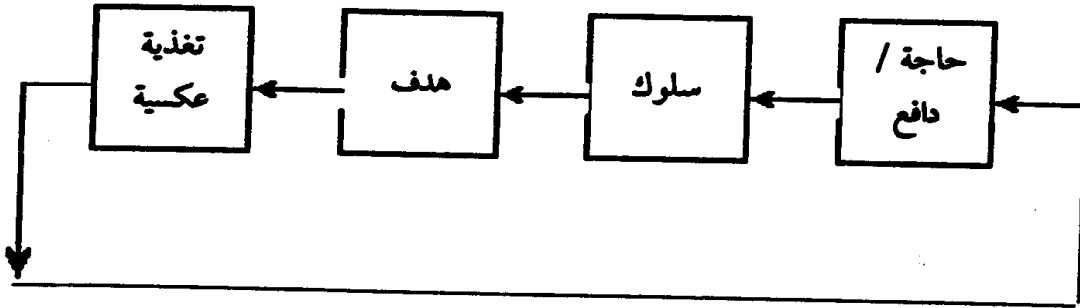 حاجة /
دافع
سلوك
هدف
تغذية
عكسية